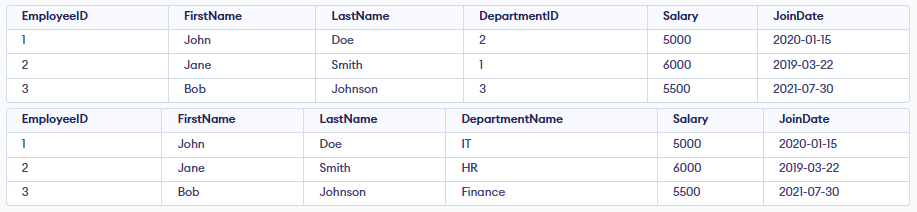 EmployeeID FirstName LastName DepartmentID Salary JoinDate
1 John Doe 2 5000 2020-01-15
2 Jane Smith 1 6000 2019-03-22
3 Bob Johnson 3 5500 2021-07-30
EmployeeID FirstName LastName DepartmentName Salary JoinDate
1 John Doe IT 5000 2020-01-15
2 Jane Smith HR 6000 2019-03-22
3 Bob Johnson Finance 5500 2021-07-30